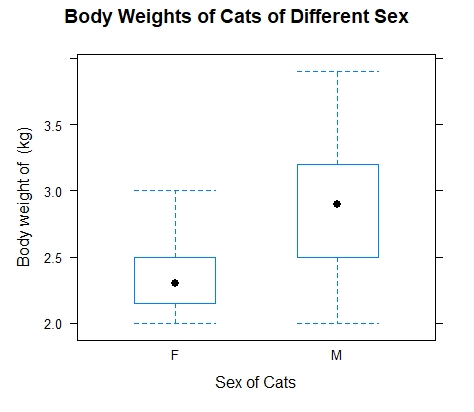 Body Weights of Cats of Different Sex
Body weight of  (kg)
3.5
3.0
2.5
2.0
F M
Sex of Cats